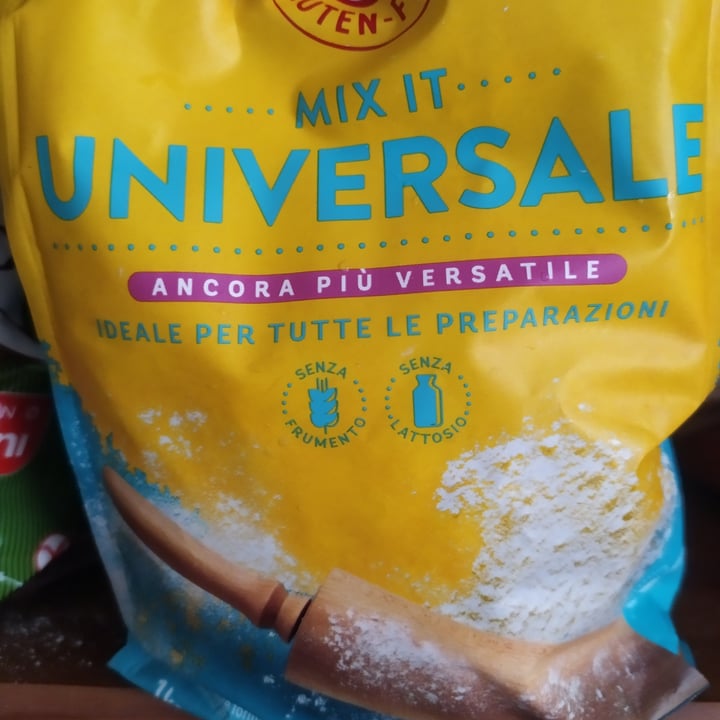 MIX IT
UNIVERSALE
ANCORA PIÙ VERSATILE
IDEALE PER TUTTE LE PREPARAZIONI
SENZA
FRUMENTO
SENZA
LATTOSIO